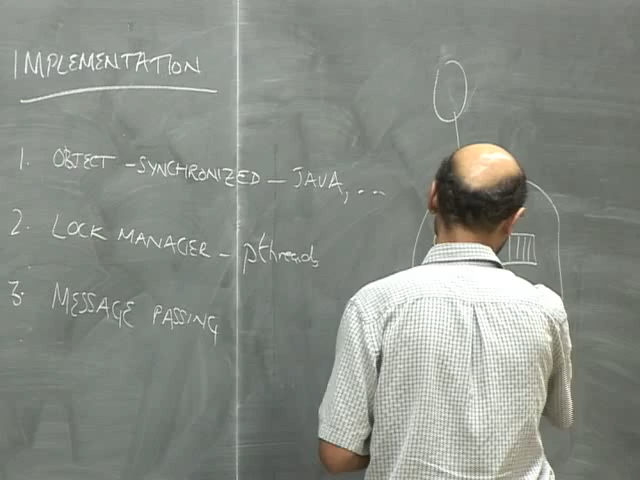 IMPLEMENTATION
1. OBJECT - SYNCHRONIZED - JAVA, ...
2. LOCK MANAGER - pthreads
3. MESSAGE PASSING